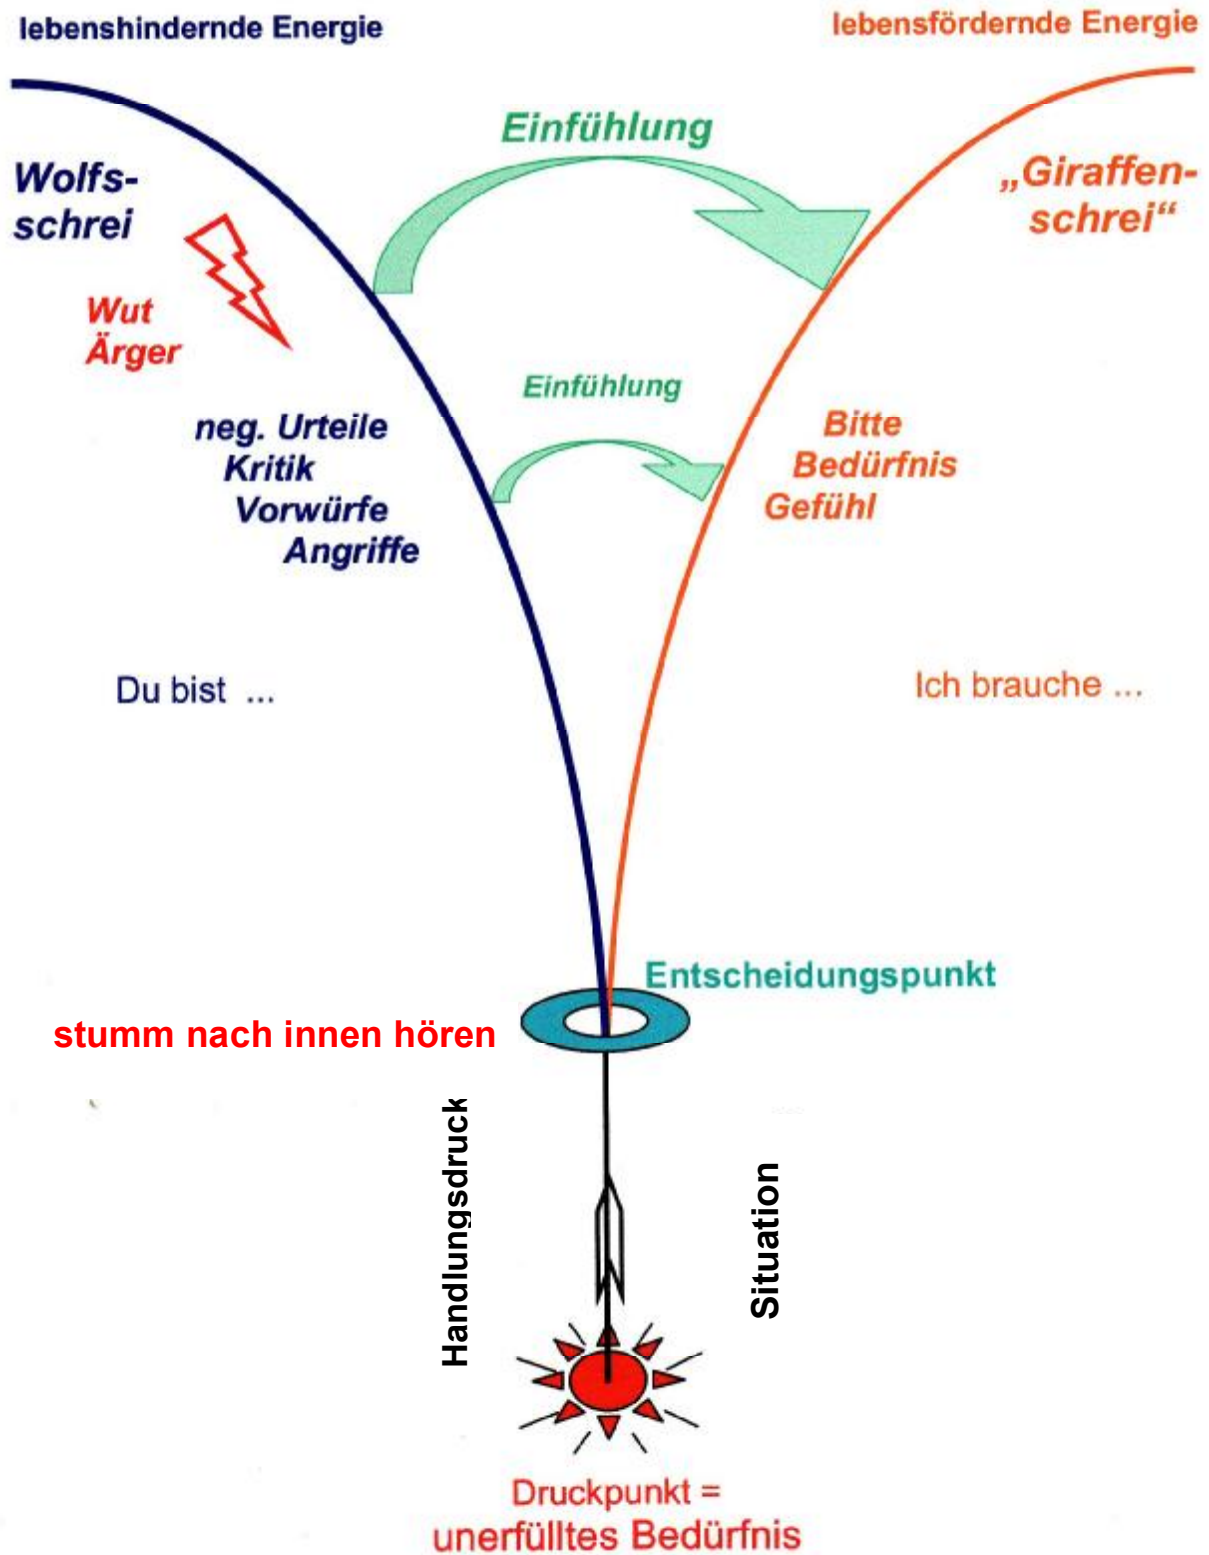 lebenshindernde Energie
lebensfördernde Energie
Einfühlung
Wolfs-
schrei
„Giraffen-
schrei“
Wut
Ärger
Einfühlung
neg. Urteile
Kritik
Vorwürfe
Angriffe
Bitte
Bedürfnis
Gefühl
Du bist ...
Ich brauche ...
Entscheidungspunkt
stumm nach innen hören
Handlungsdruck
Situation
Druckpunkt =
unerfülltes Bedürfnis